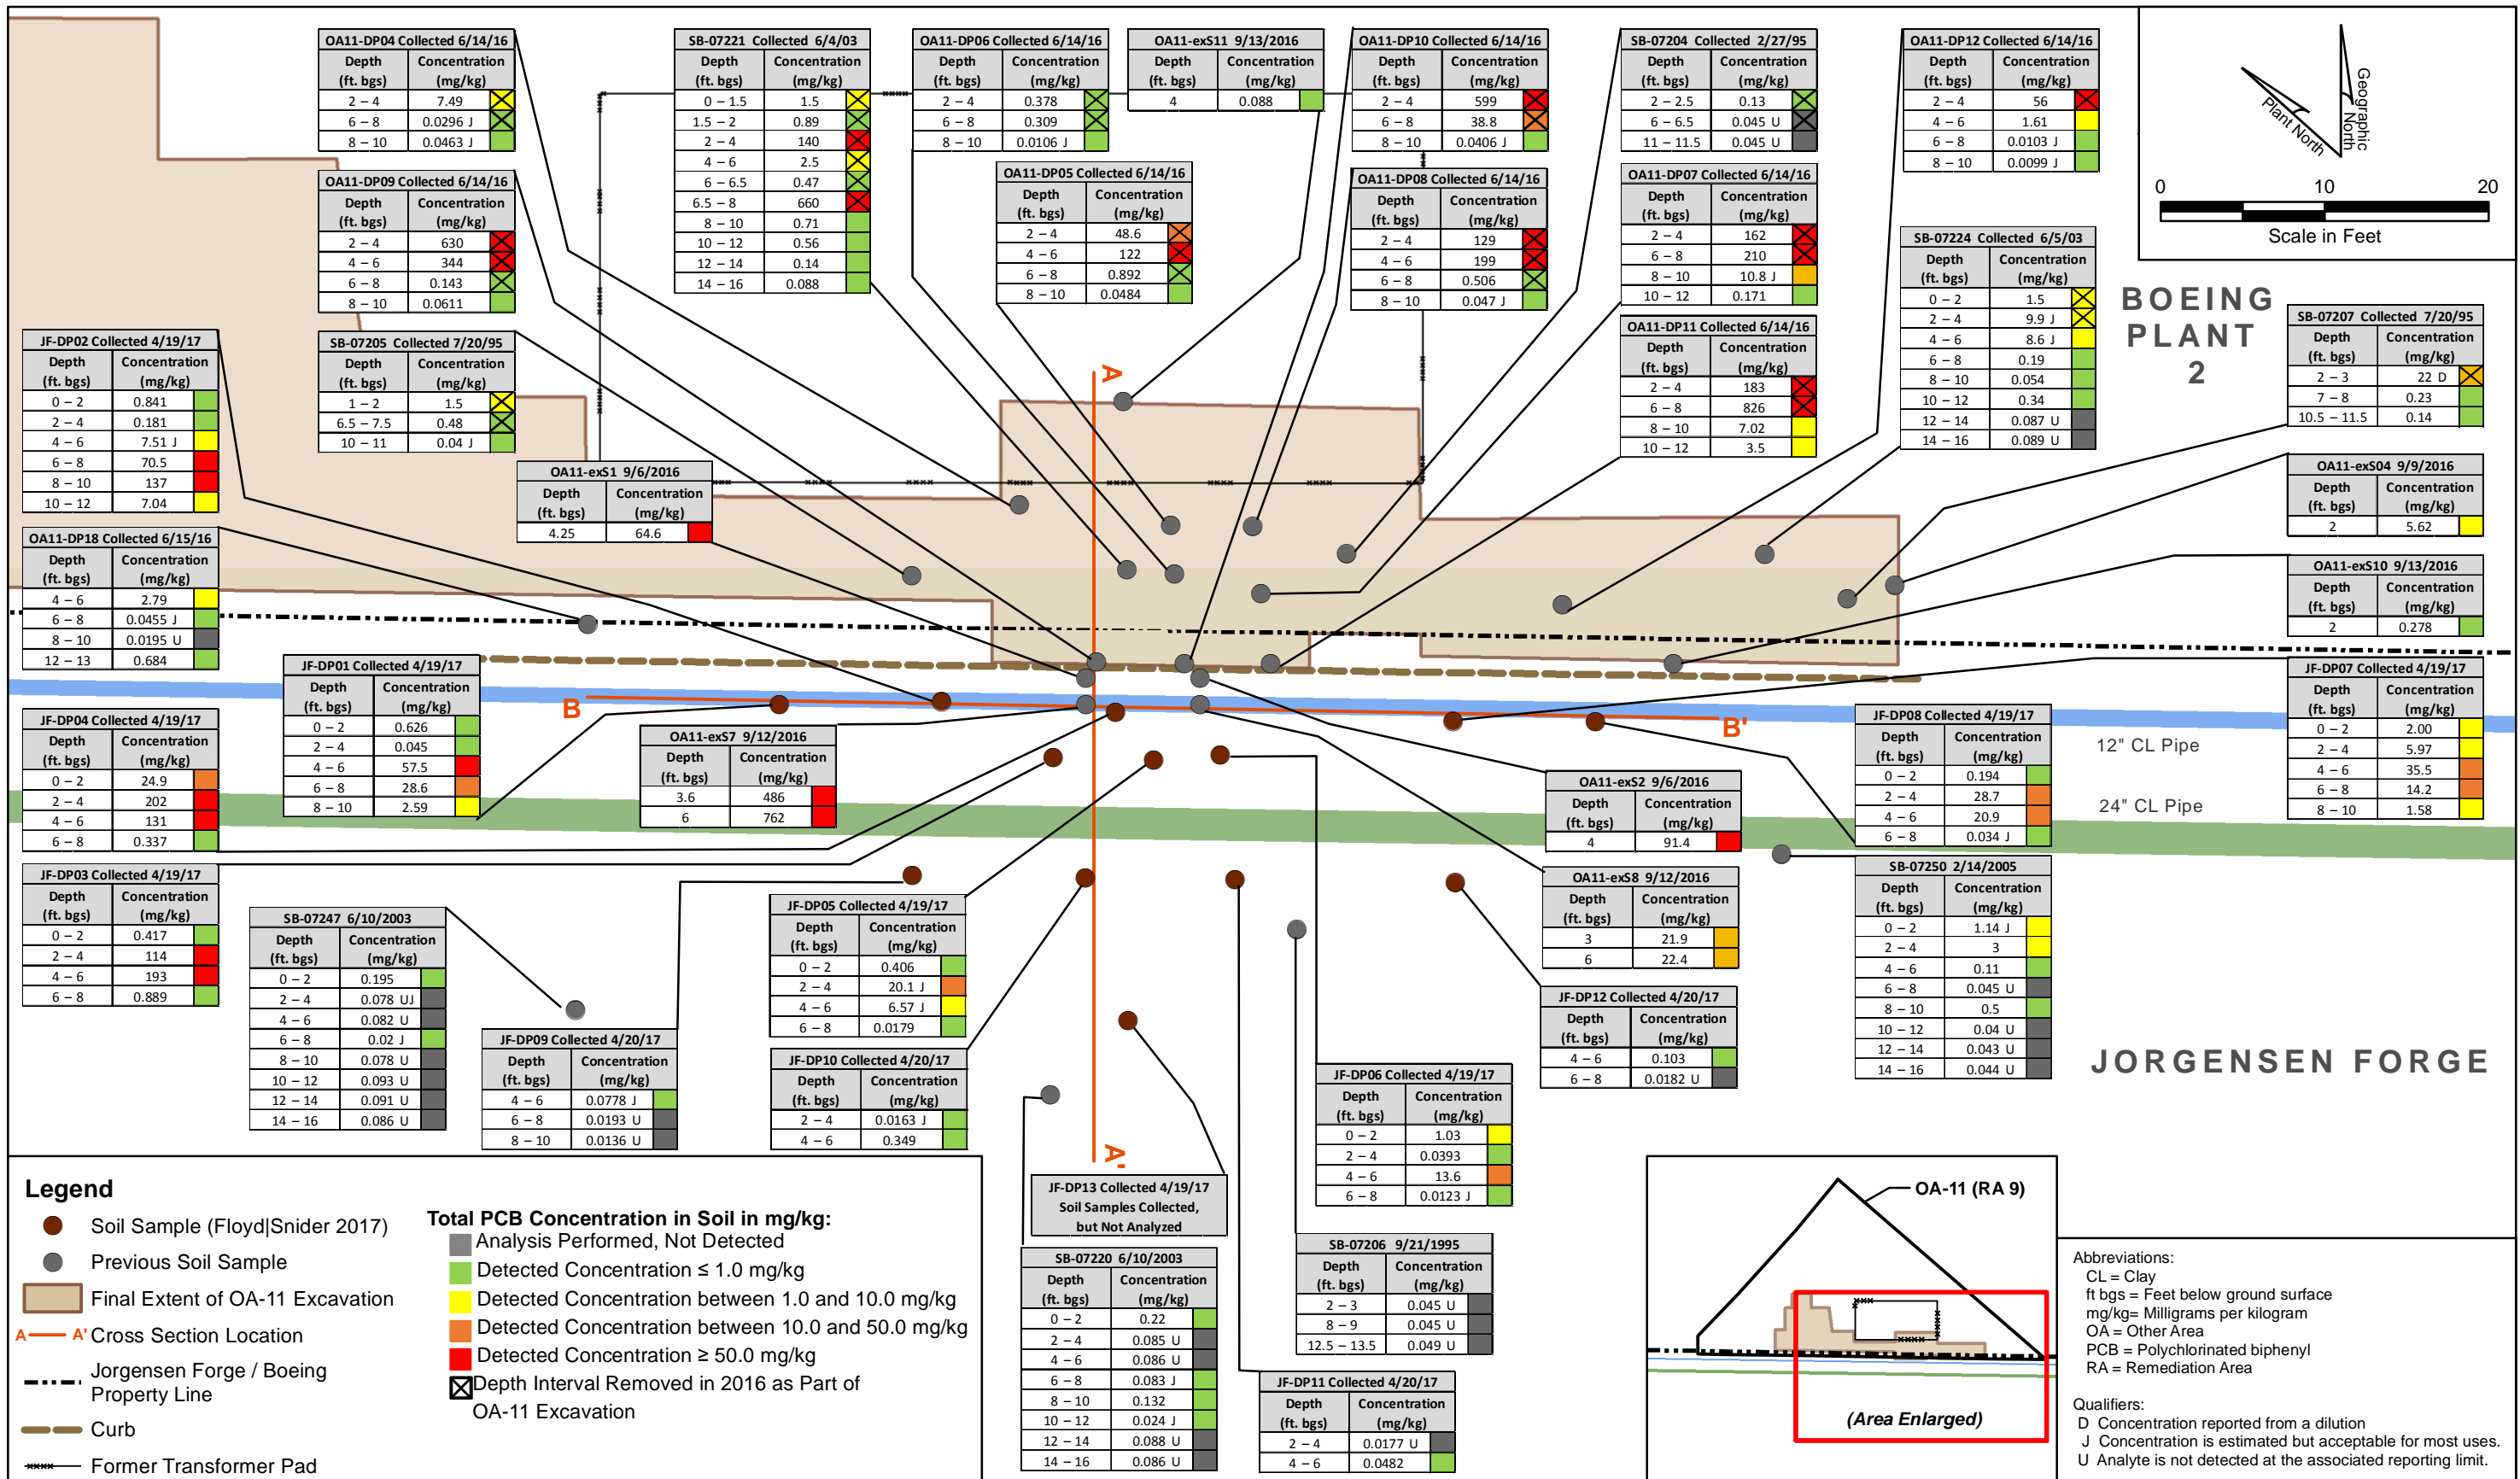 OA11-DP04 Collected 6/14/16
Depth (ft. bgs) Concentration (mg/kg)
2 – 4 7.49
6 – 8 0.0296 J
8 – 10 0.0463 J
SB-07221 Collected 6/4/03
Depth (ft. bgs) Concentration (mg/kg)
0 – 1.5 1.5
1.5 – 2 0.89
2 – 4 140
4 – 6 2.5
6 – 6.5 0.47
6.5 – 8 660
8 – 10 0.71
10 – 12 0.56
12 – 14 0.14
14 – 16 0.088
OA11-DP06 Collected 6/14/16
Depth (ft. bgs) Concentration (mg/kg)
2 – 4 0.378
6 – 8 0.309
8 – 10 0.0106 J
OA11-exS11 9/13/2016
Depth (ft. bgs) Concentration (mg/kg)
4 0.088
OA11-DP10 Collected 6/14/16
Depth (ft. bgs) Concentration (mg/kg)
2 – 4 599
6 – 8 38.8
8 – 10 0.0406 J
SB-07204 Collected 2/27/95
Depth (ft. bgs) Concentration (mg/kg)
2 – 2.5 0.13
6 – 6.5 0.045 U
11 – 11.5 0.045 U
OA11-DP12 Collected 6/14/16
Depth (ft. bgs) Concentration (mg/kg)
2 – 4 56
4 – 6 1.61
6 – 8 0.0103 J
8 – 10 0.0099 J
Plant North
Geographic North
0 10 20
Scale in Feet
OA11-DP09 Collected 6/14/16
Depth (ft. bgs) Concentration (mg/kg)
2 – 4 630
4 – 6 344
6 – 8 0.143
8 – 10 0.0611
OA11-DP05 Collected 6/14/16
Depth (ft. bgs) Concentration (mg/kg)
2 – 4 48.6
4 – 6 122
6 – 8 0.892
8 – 10 0.0484
OA11-DP08 Collected 6/14/16
Depth (ft. bgs) Concentration (mg/kg)
2 – 4 129
4 – 6 199
6 – 8 0.506
8 – 10 0.047 J
OA11-DP07 Collected 6/14/16
Depth (ft. bgs) Concentration (mg/kg)
2 – 4 162
6 – 8 210
8 – 10 10.8 J
10 – 12 0.171
SB-07224 Collected 6/5/03
Depth (ft. bgs) Concentration (mg/kg)
0 – 2 1.5
2 – 4 9.9 J
4 – 6 8.6 J
6 – 8 0.19
8 – 10 0.054
10 – 12 0.34
12 – 14 0.087 U
14 – 16 0.089 U
BOEING
PLANT
2
SB-07207 Collected 7/20/95
Depth (ft. bgs) Concentration (mg/kg)
2 – 3 22 D
7 – 8 0.23
10.5 – 11.5 0.14
JF-DP02 Collected 4/19/17
Depth (ft. bgs) Concentration (mg/kg)
0 – 2 0.841
2 – 4 0.181
4 – 6 7.51 J
6 – 8 70.5
8 – 10 137
10 – 12 7.04
SB-07205 Collected 7/20/95
Depth (ft. bgs) Concentration (mg/kg)
1 – 2 1.5
6.5 – 7.5 0.48
10 – 11 0.04 J
OA11-DP11 Collected 6/14/16
Depth (ft. bgs) Concentration (mg/kg)
2 – 4 183
6 – 8 826
8 – 10 7.02
10 – 12 3.5
A
OA11-exS1 9/6/2016
Depth (ft. bgs) Concentration (mg/kg)
4.25 64.6
OA11-exS04 9/9/2016
Depth (ft. bgs) Concentration (mg/kg)
2 5.62
OA11-DP18 Collected 6/15/16
Depth (ft. bgs) Concentration (mg/kg)
4 – 6 2.79
6 – 8 0.0455 J
8 – 10 0.0195 U
12 – 13 0.684
OA11-exS10 9/13/2016
Depth (ft. bgs) Concentration (mg/kg)
2 0.278
JF-DP01 Collected 4/19/17
Depth (ft. bgs) Concentration (mg/kg)
0 – 2 0.626
2 – 4 0.045
4 – 6 57.5
6 – 8 28.6
8 – 10 2.59
B
B'
JF-DP07 Collected 4/19/17
Depth (ft. bgs) Concentration (mg/kg)
0 – 2 2.00
2 – 4 5.97
4 – 6 35.5
6 – 8 14.2
8 – 10 1.58
JF-DP04 Collected 4/19/17
Depth (ft. bgs) Concentration (mg/kg)
0 – 2 24.9
2 – 4 202
4 – 6 131
6 – 8 0.337
OA11-exS7 9/12/2016
Depth (ft. bgs) Concentration (mg/kg)
3.6 486
6 762
JF-DP08 Collected 4/19/17
Depth (ft. bgs) Concentration (mg/kg)
0 – 2 0.194
2 – 4 28.7
4 – 6 20.9
6 – 8 0.034 J
12" CL Pipe
24" CL Pipe
OA11-exS2 9/6/2016
Depth (ft. bgs) Concentration (mg/kg)
4 91.4
JF-DP03 Collected 4/19/17
Depth (ft. bgs) Concentration (mg/kg)
0 – 2 0.417
2 – 4 114
4 – 6 193
6 – 8 0.889
SB-07247 6/10/2003
Depth (ft. bgs) Concentration (mg/kg)
0 – 2 0.195
2 – 4 0.078 UJ
4 – 6 0.082 U
6 – 8 0.02 J
8 – 10 0.078 U
10 – 12 0.093 U
12 – 14 0.091 U
14 – 16 0.086 U
JF-DP05 Collected 4/19/17
Depth (ft. bgs) Concentration (mg/kg)
0 – 2 0.406
2 – 4 20.1 J
4 – 6 6.57 J
6 – 8 0.0179
OA11-exS8 9/12/2016
Depth (ft. bgs) Concentration (mg/kg)
3 21.9
6 22.4
SB-07250 2/14/2005
Depth (ft. bgs) Concentration (mg/kg)
0 – 2 1.14 J
2 – 4 3
4 – 6 0.11
6 – 8 0.045 U
8 – 10 0.5
10 – 12 0.04 U
12 – 14 0.043 U
14 – 16 0.044 U
JF-DP09 Collected 4/20/17
Depth (ft. bgs) Concentration (mg/kg)
4 – 6 0.0778 J
6 – 8 0.0193 U
8 – 10 0.0136 U
JF-DP10 Collected 4/20/17
Depth (ft. bgs) Concentration (mg/kg)
2 – 4 0.0163 J
4 – 6 0.349
JF-DP12 Collected 4/20/17
Depth (ft. bgs) Concentration (mg/kg)
4 – 6 0.103
6 – 8 0.0182 U
JORGENSEN FORGE
JF-DP06 Collected 4/19/17
Depth (ft. bgs) Concentration (mg/kg)
0 – 2 1.03
2 – 4 0.0393
4 – 6 13.6
6 – 8 0.0123 J
A'
JF-DP13 Collected 4/19/17
Soil Samples Collected,
but Not Analyzed
SB-07220 6/10/2003
Depth (ft. bgs) Concentration (mg/kg)
0 – 2 0.22
2 – 4 0.085 U
4 – 6 0.086 U
6 – 8 0.083 J
8 – 10 0.132
10 – 12 0.024 J
12 – 14 0.088 U
14 – 16 0.086 U
SB-07206 9/21/1995
Depth (ft. bgs) Concentration (mg/kg)
2 – 3 0.045 U
8 – 9 0.045 U
12.5 – 13.5 0.049 U
JF-DP11 Collected 4/20/17
Depth (ft. bgs) Concentration (mg/kg)
2 – 4 0.0177 U
4 – 6 0.0482
Legend
Soil Sample (Floyd|Snider 2017)
Previous Soil Sample
Final Extent of OA-11 Excavation
A A' Cross Section Location
Jorgensen Forge / Boeing
Property Line
Curb
Former Transformer Pad
Total PCB Concentration in Soil in mg/kg:
Analysis Performed, Not Detected
Detected Concentration ≤ 1.0 mg/kg
Detected Concentration between 1.0 and 10.0 mg/kg
Detected Concentration between 10.0 and 50.0 mg/kg
Detected Concentration ≥ 50.0 mg/kg
Depth Interval Removed in 2016 as Part of
OA-11 Excavation
OA-11 (RA 9)
(Area Enlarged)
Abbreviations:
CL = Clay
ft bgs = Feet below ground surface
mg/kg= Milligrams per kilogram
OA = Other Area
PCB = Polychlorinated biphenyl
RA = Remediation Area
Qualifiers:
D Concentration reported from a dilution
J Concentration is estimated but acceptable for most uses.
U Analyte is not detected at the associated reporting limit.